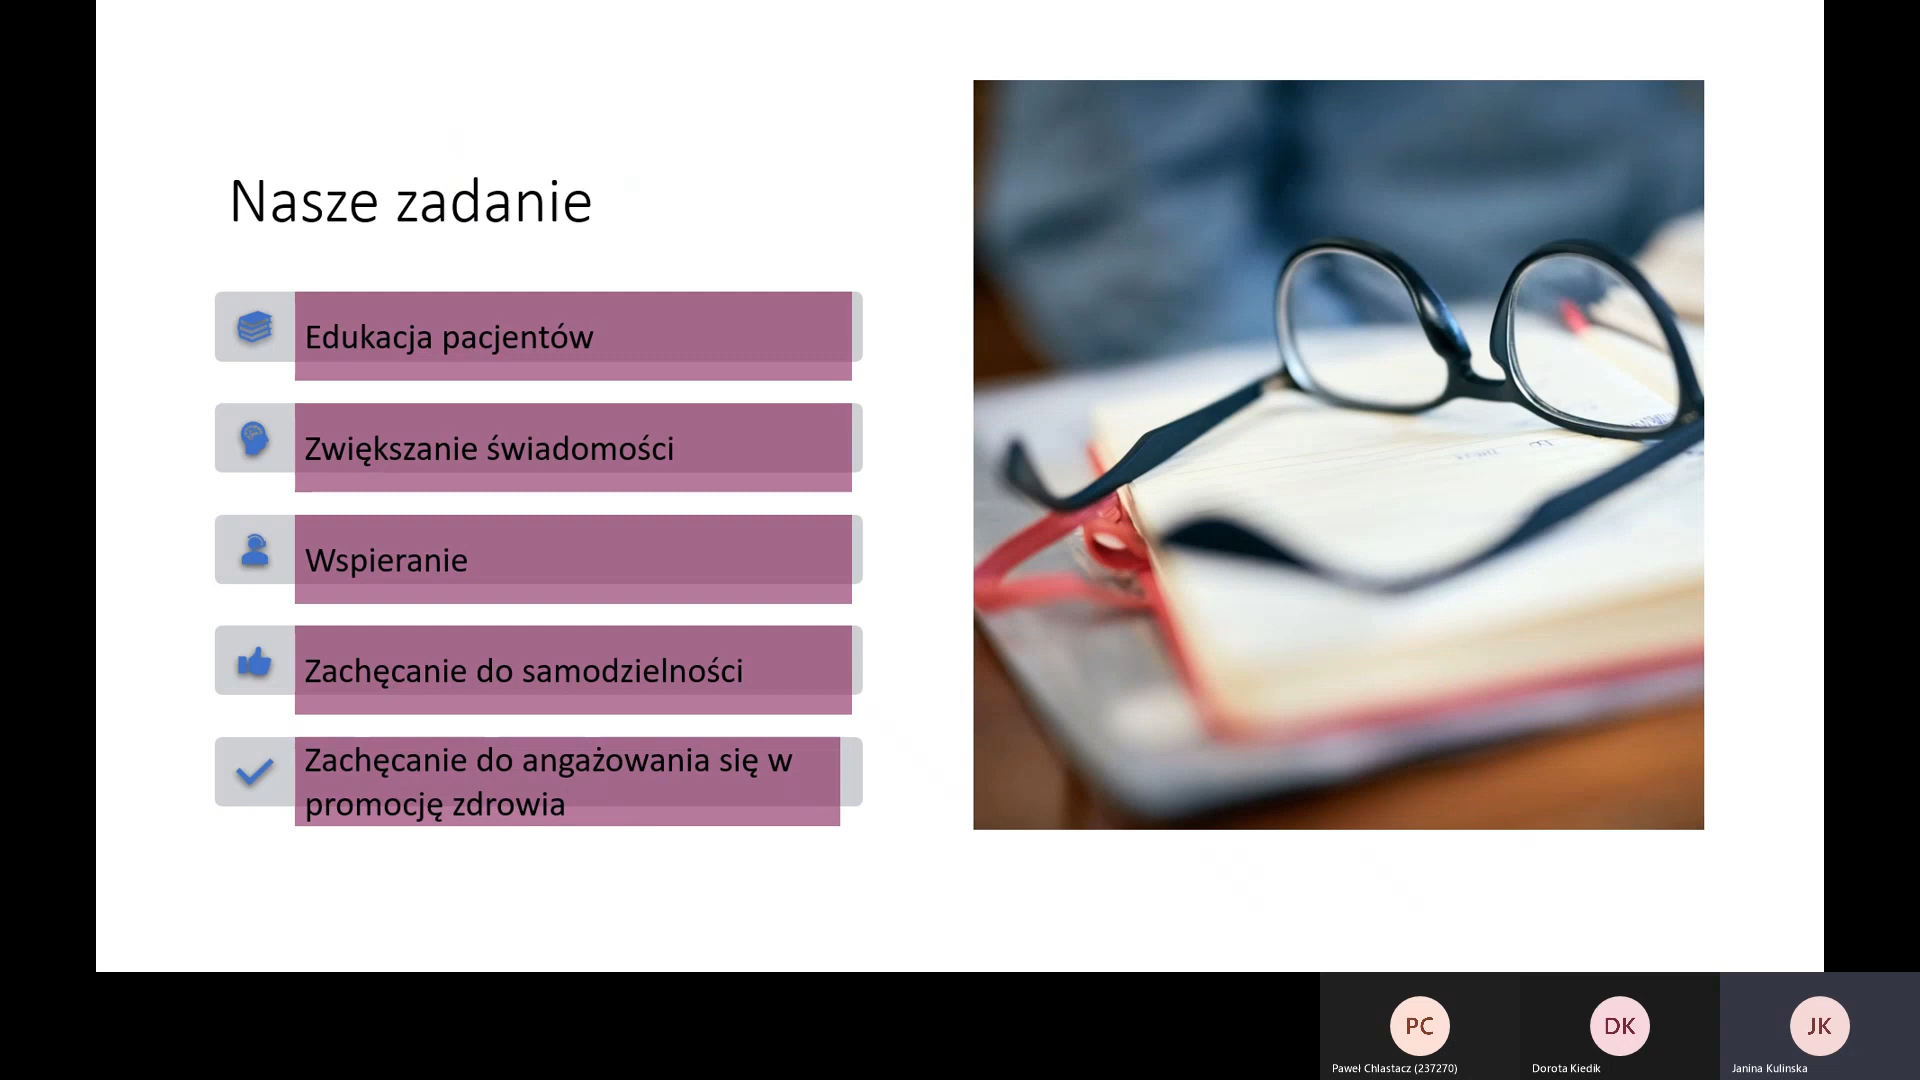 Nasze zadanie
Edukacja pacjentów
Zwiększanie świadomości
Wspieranie
Zachęcanie do samodzielności
Zachęcanie do angażowania się w
promocję zdrowia
PC
DK
JK
Paweł Chlastacz (237270)
Dorota Kiedik
Janina Kulinska